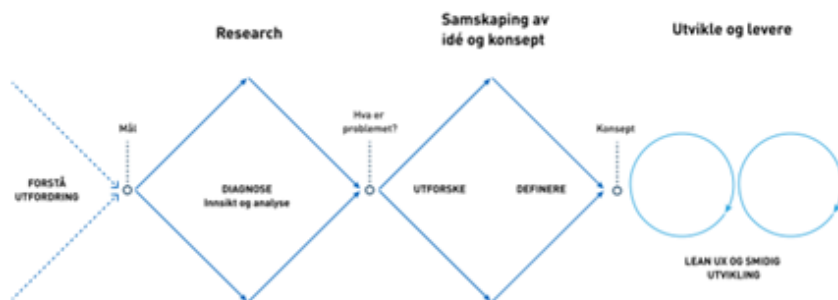 Research
Samskaping av
idé og konsept
Utvikle og levere
Mål
Hva er
problemet?
Konsept
FORSTÅ
UTFORDRING
DIAGNOSE
Innsikt og analyse
UTFORSKE
DEFINERE
LEAN UX OG SMIDIG
UTVIKLING